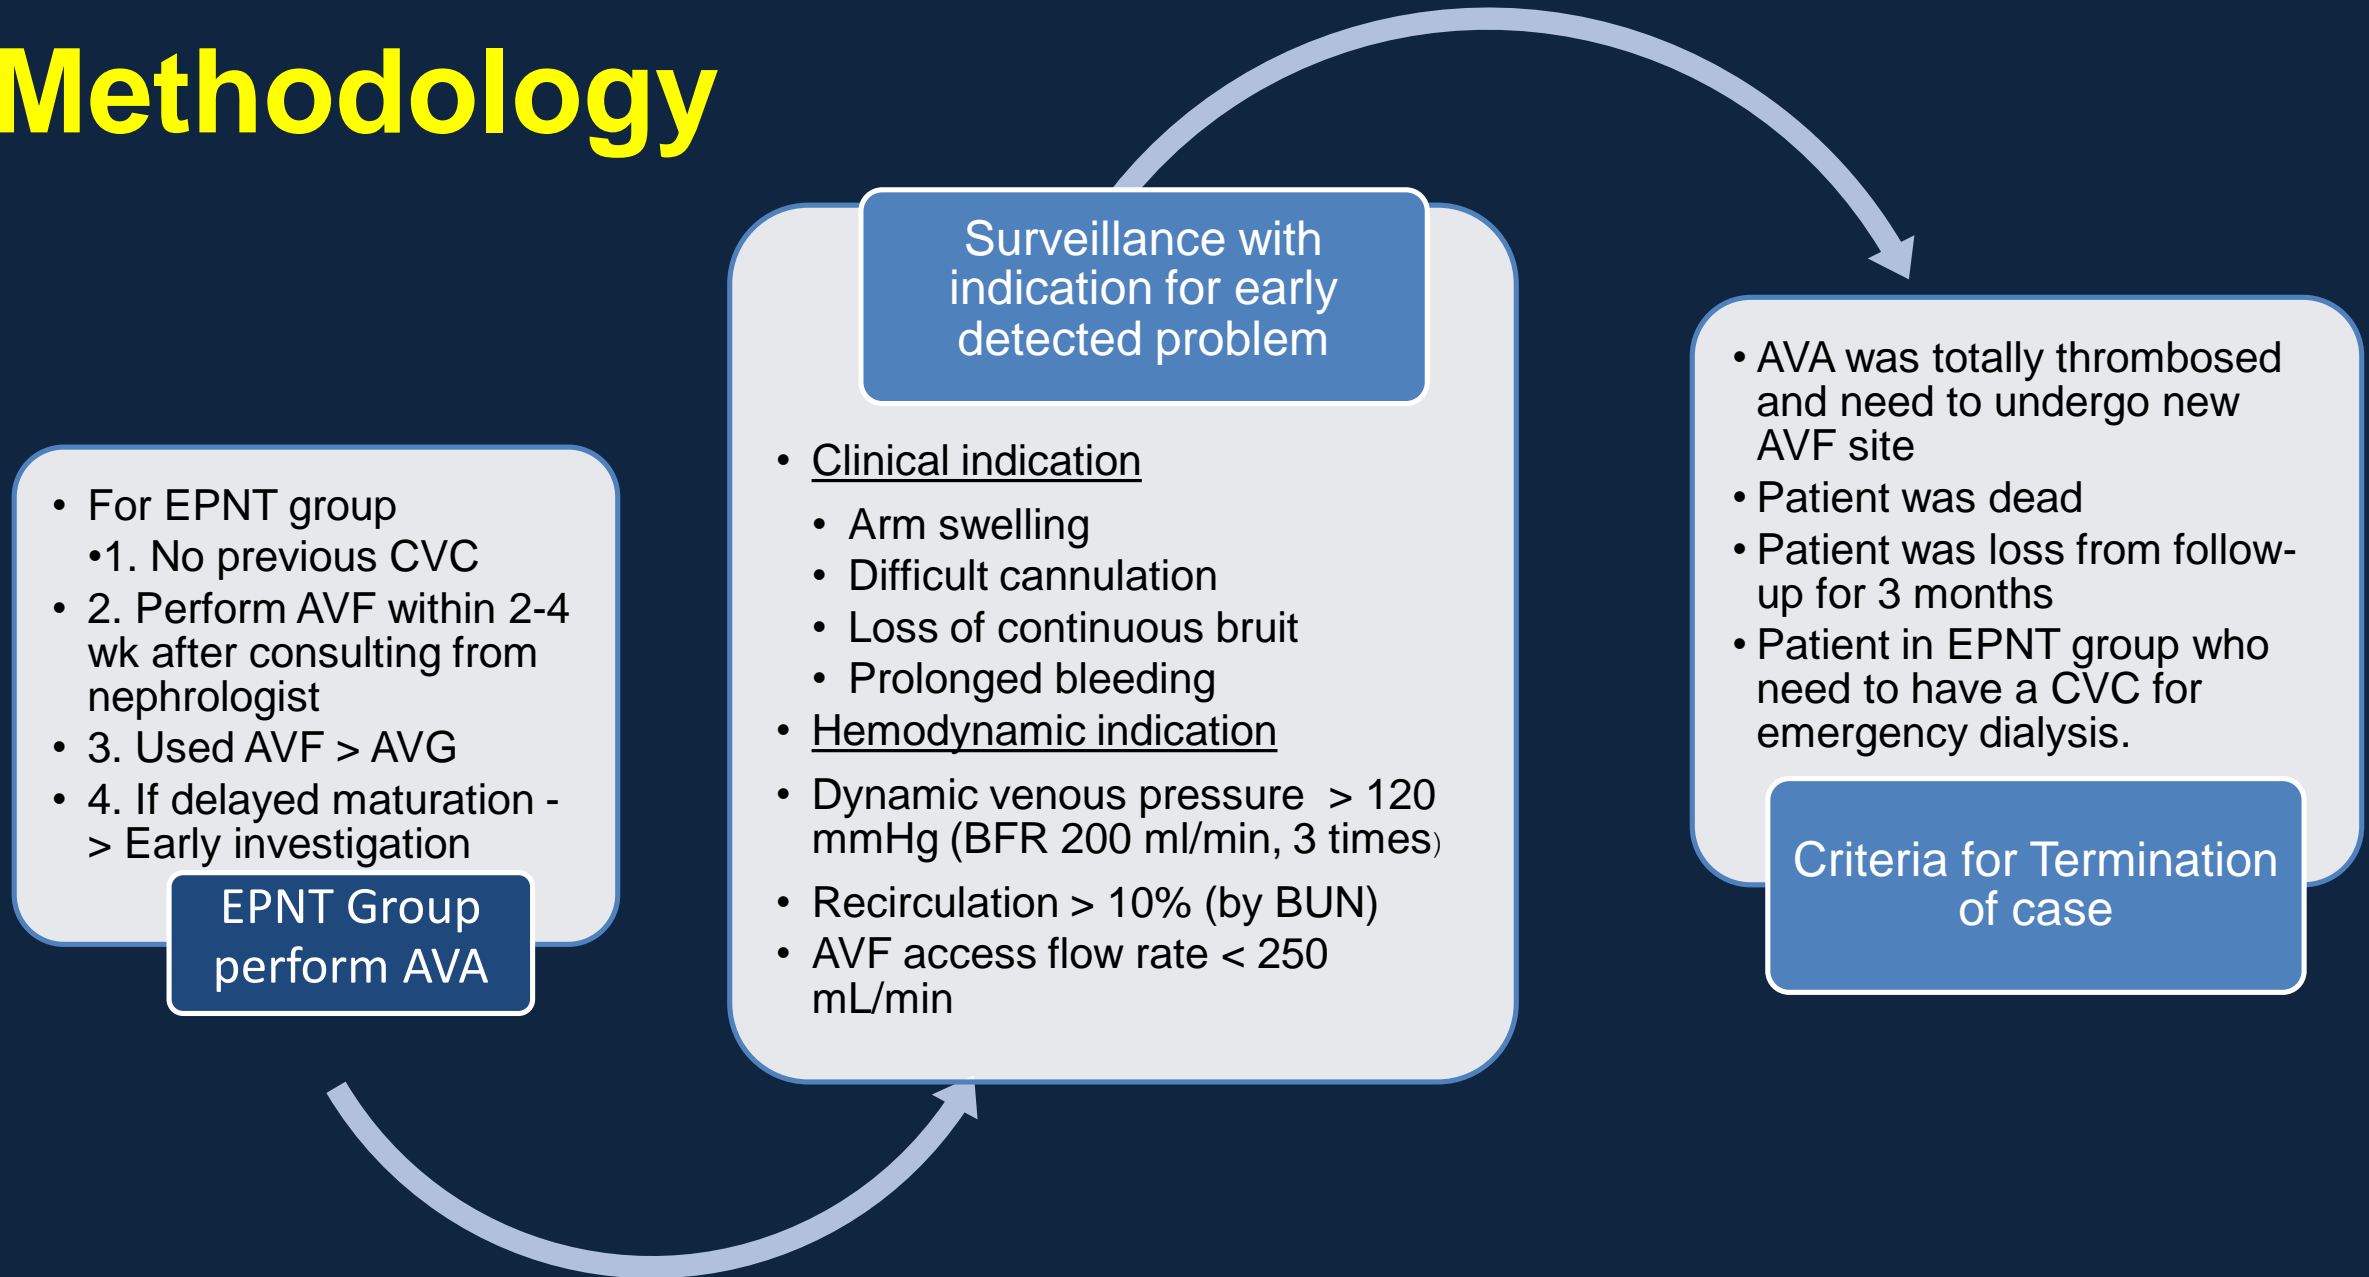 Methodology
• For EPNT group
•1. No previous CVC
• 2. Perform AVF within 2-4
wk after consulting from
nephrologist
• 3. Used AVF > AVG
• 4. If delayed maturation -
> Early investigation
EPNT Group
perform AVA
Surveillance with
indication for early
detected problem
• Clinical indication
• Arm swelling
• Difficult cannulation
• Loss of continuous bruit
• Prolonged bleeding
• Hemodynamic indication
• Dynamic venous pressure > 120
mmHg (BFR 200 ml/min, 3 times)
• Recirculation > 10% (by BUN)
• AVF access flow rate < 250
mL/min
• AVA was totally thrombosed
and need to undergo new
AVF site
• Patient was dead
• Patient was loss from follow-
up for 3 months
• Patient in EPNT group who
need to have a CVC for
emergency dialysis.
Criteria for Termination
of case